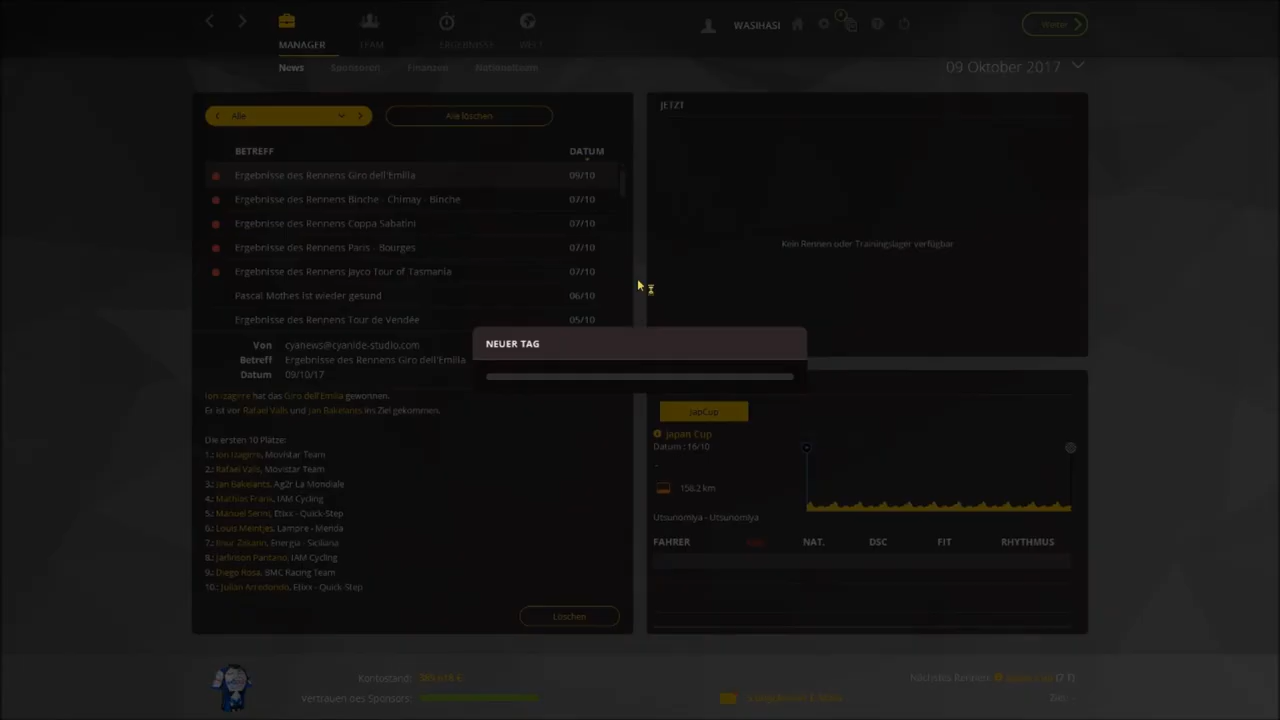 MANAGER
TEAM
ERGEBNISSE
WELT
WASIHASI
Weiter
News
Sponsoren
Finanzen
Nationalteam
09 Oktober 2017
Alle
Alle löschen
JETZT
BETREFF DATUM
Ergebnisse des Rennens Giro dell'Emilia 09/10
Ergebnisse des Rennens Binche - Chimay - Binche 07/10
Ergebnisse des Rennens Coppa Sabatini 07/10
Ergebnisse des Rennens Paris - Bourges 07/10
Ergebnisse des Rennens Jayco Tour of Tasmania 07/10
Pascal Mothes ist wieder gesund 06/10
Ergebnisse des Rennens Tour de Vendée 05/10
Kein Rennen oder Trainingslager verfügbar
NEUER TAG
Von cyanews@cyanide-studio.com
Betreff Ergebnisse des Rennens Giro dell'Emilia
Datum 09/10/17
Ion Izagirre hat das Giro dell'Emilia gewonnen.
Er ist vor Rafael Valls und Jan Bakelants ins Ziel gekommen.
Die ersten 10 Plätze:
1.: Ion Izagirre, Movistar Team
2.: Rafael Valls, Movistar Team
3.: Jan Bakelants, Ag2r La Mondiale
4.: Mathias Frank, IAM Cycling
5.: Manuel Senni, Etixx - Quick-Step
6.: Louis Meintjes, Lampre - Merida
7.: Ilnur Zakarin, Energia - Siciliana
8.: Jarlinson Pantano, IAM Cycling
9.: Diego Rosa, BMC Racing Team
10.: Julian Arredondo, Etixx - Quick-Step
Löschen
JapCup
Japan Cup
Datum : 16/10
-
158.2 km
Utsunomiya - Utsunomiya
FAHRER NAT. DSC FIT RHYTHMUS
Kontostand: 389 618 €
Vertrauen des Sponsors:
Nächstes Rennen: Japan Cup (7 T)
Ziel: -